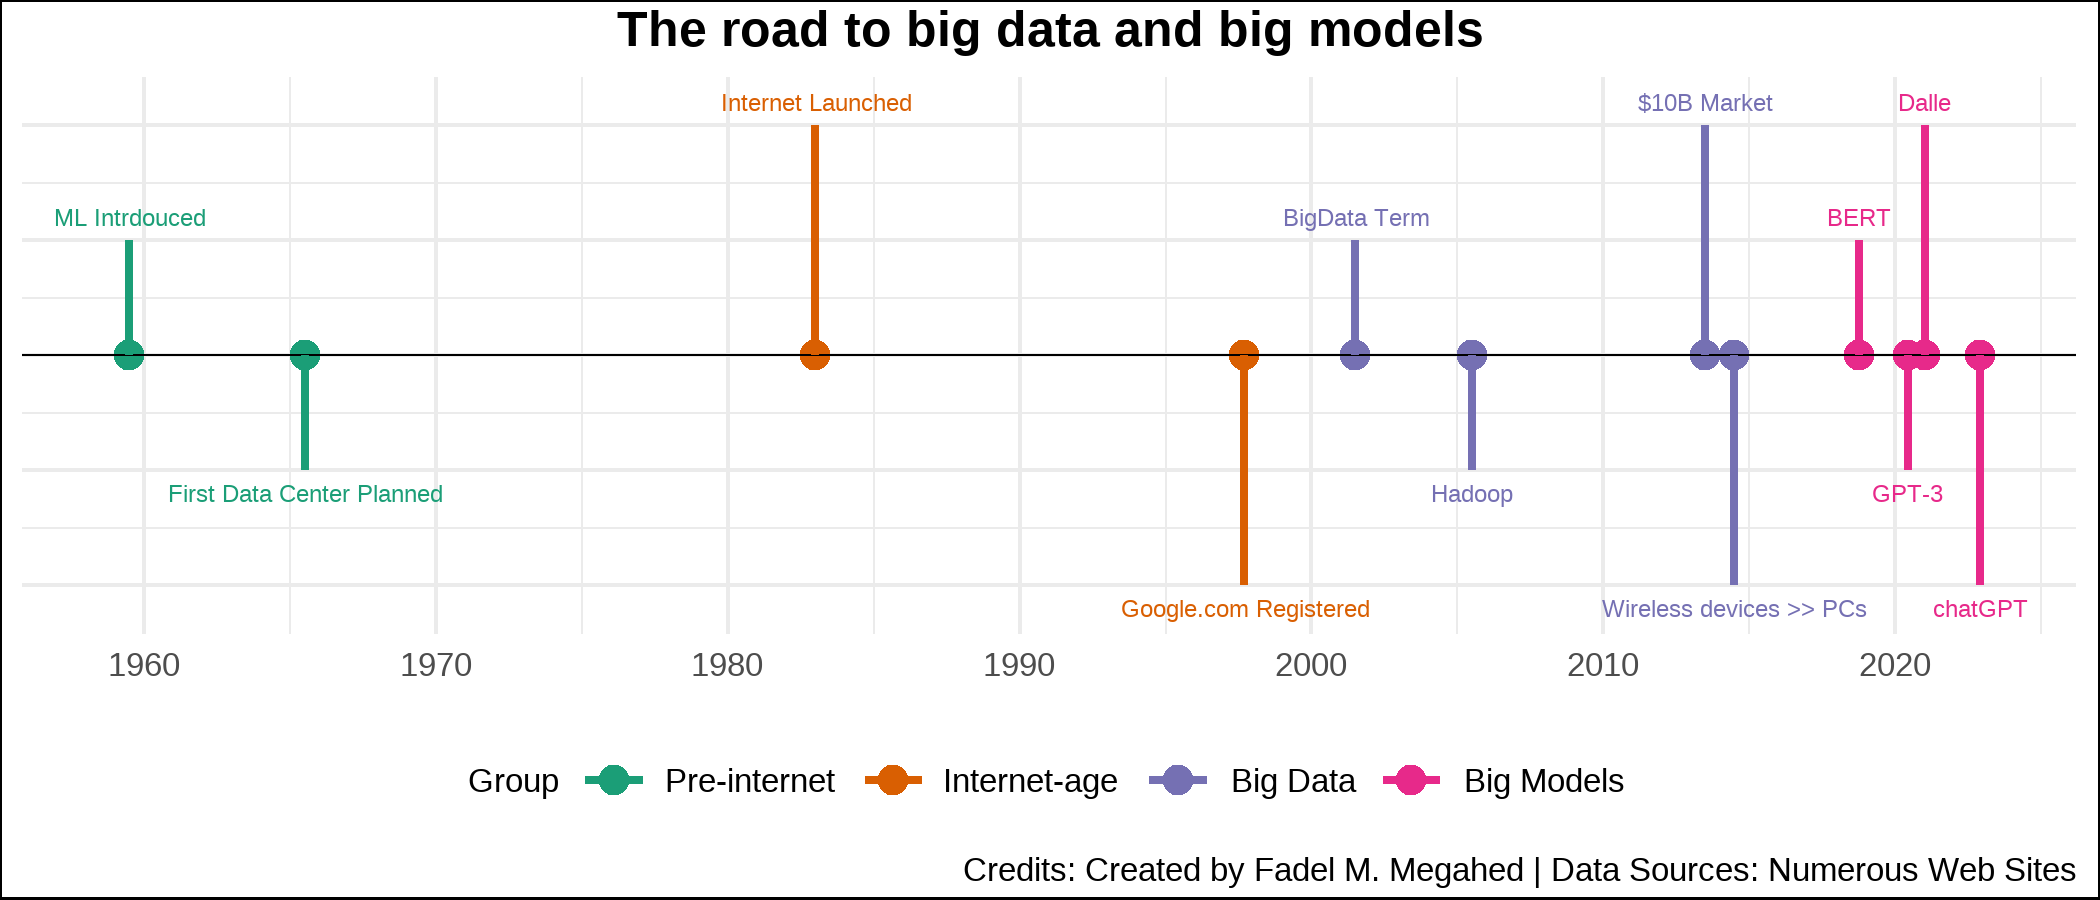 The road to big data and big models
Internet Launched
$10B Market
Dalle
ML Intrdouced
BigData Term
BERT
First Data Center Planned
Hadoop
GPT-3
Google.com Registered
Wireless devices >> PCs
chatGPT
1960 1970 1980 1990 2000 2010 2020
Group Pre-internet Internet-age Big Data Big Models
Credits: Created by Fadel M. Megahed | Data Sources: Numerous Web Sites